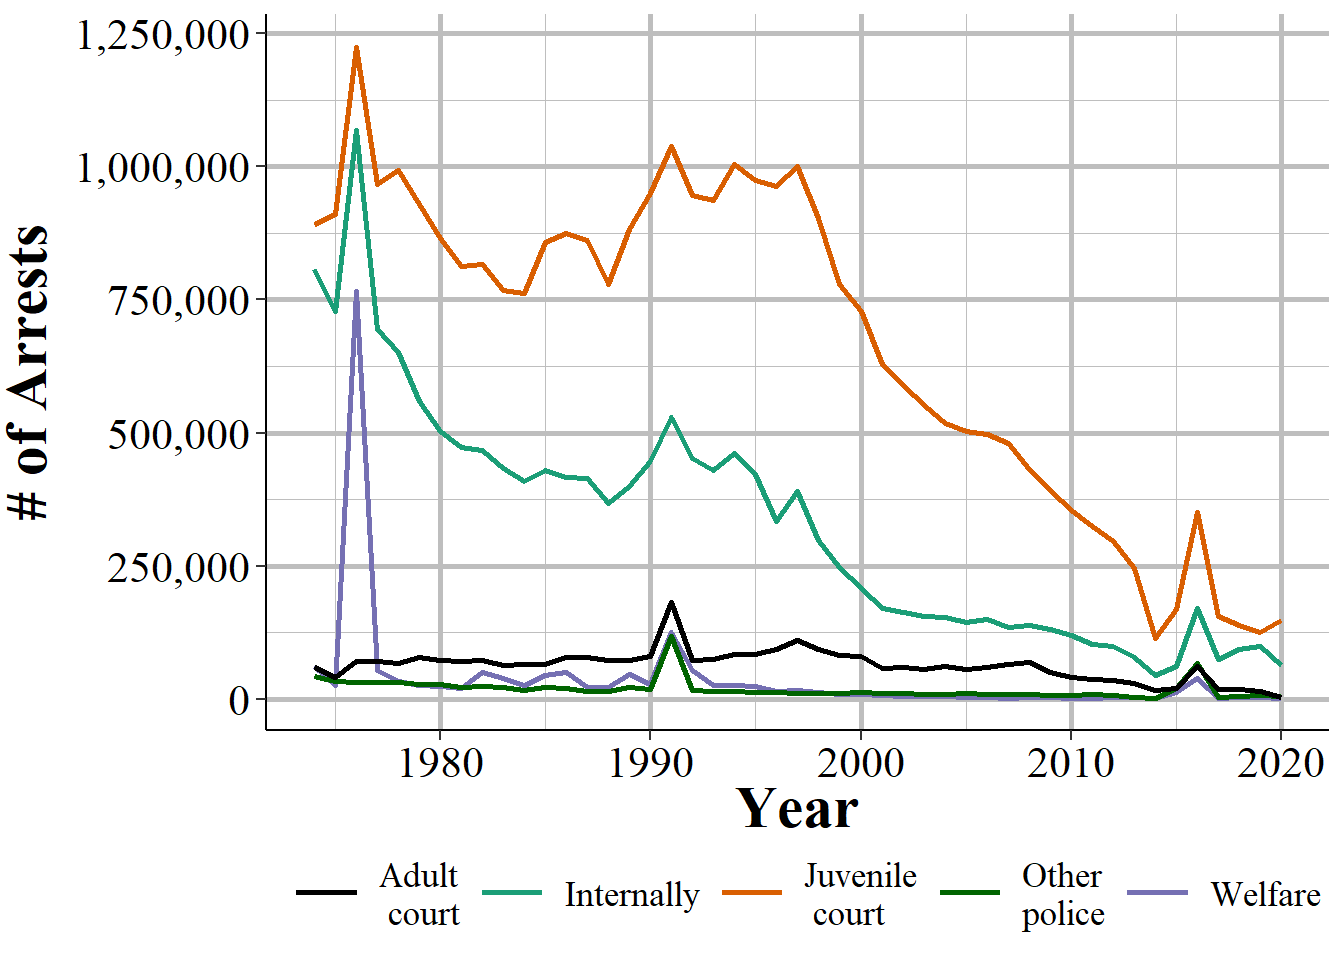 # of Arrests
1,250,000
1,000,000
750,000
500,000
250,000
0
1980 1990 2000 2010 2020
Year
Adult court
Internally
Juvenile court
Other police
Welfare